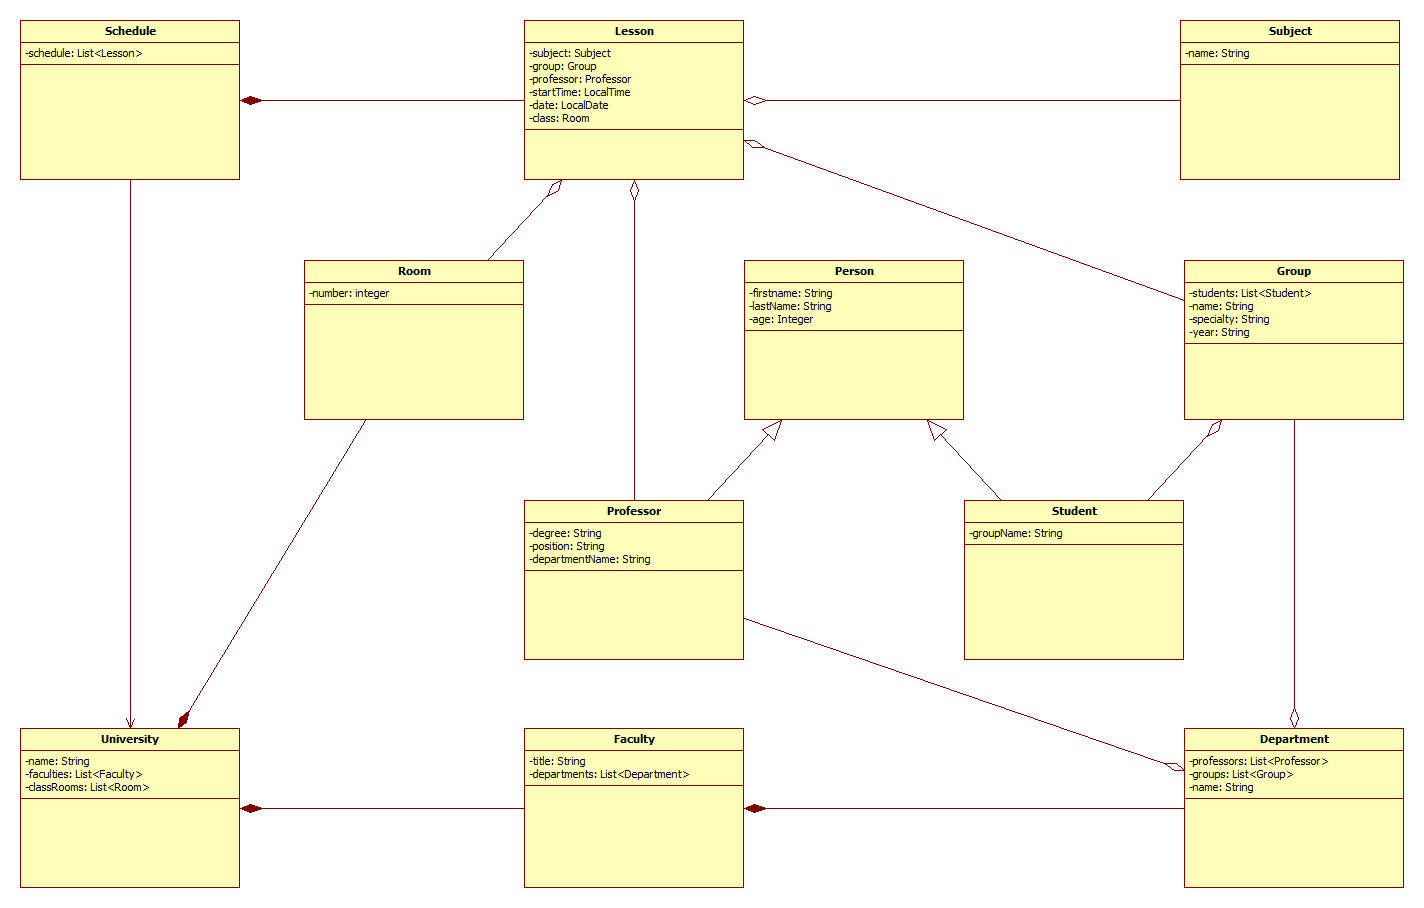 Schedule
-schedule: List<Lesson>
Lesson
-subject: Subject
-group: Group
-professor: Professor
-startTime: LocalTime
-date: LocalDate
-class: Room
Subject
-name: String
Room
-number: integer
Person
-firstname: String
-lastName: String
-age: Integer
Group
-students: List<Student>
-name: String
-specialty: String
-year: String
Professor
-degree: String
-position: String
-departmentName: String
Student
-groupName: String
University
-name: String
-faculties: List<Faculty>
-classRooms: List<Room>
Faculty
-title: String
-departments: List<Department>
Department
-professors: List<Professor>
-groups: List<Group>
-name: String